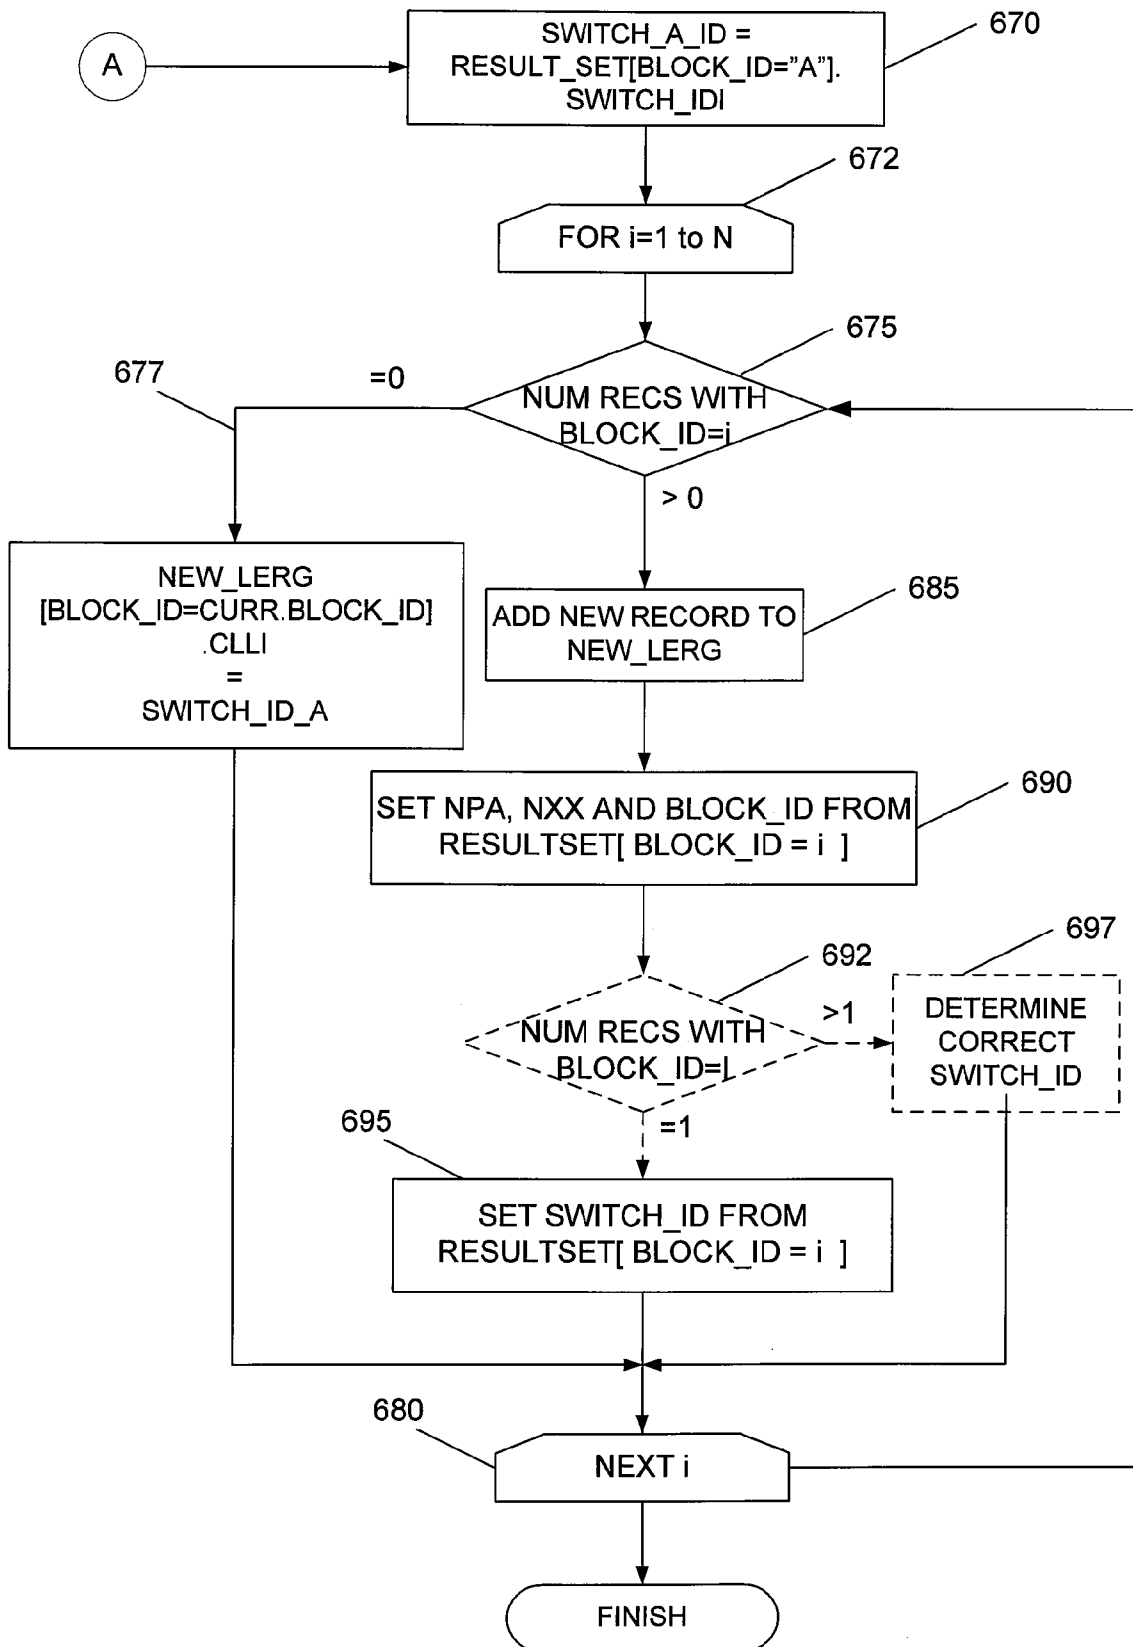 A
SWITCH_A_ID =
RESULT_SET[BLOCK_ID="A"].
SWITCH_IDI
670
672
FOR i=1 to N
675
677
=0
NUM RECS WITH
BLOCK_ID=i
> 0
NEW_LERG
[BLOCK_ID=CURR.BLOCK_ID]
.CLLI
=
SWITCH_ID_A
685
ADD NEW RECORD TO
NEW_LERG
690
SET NPA, NXX AND BLOCK_ID FROM
RESULTSET[ BLOCK_ID = i ]
692
697
NUM RECS WITH
BLOCK_ID=I
>1
DETERMINE
CORRECT
SWITCH_ID
=1
695
SET SWITCH_ID FROM
RESULTSET[ BLOCK_ID = i ]
680
NEXT i
FINISH